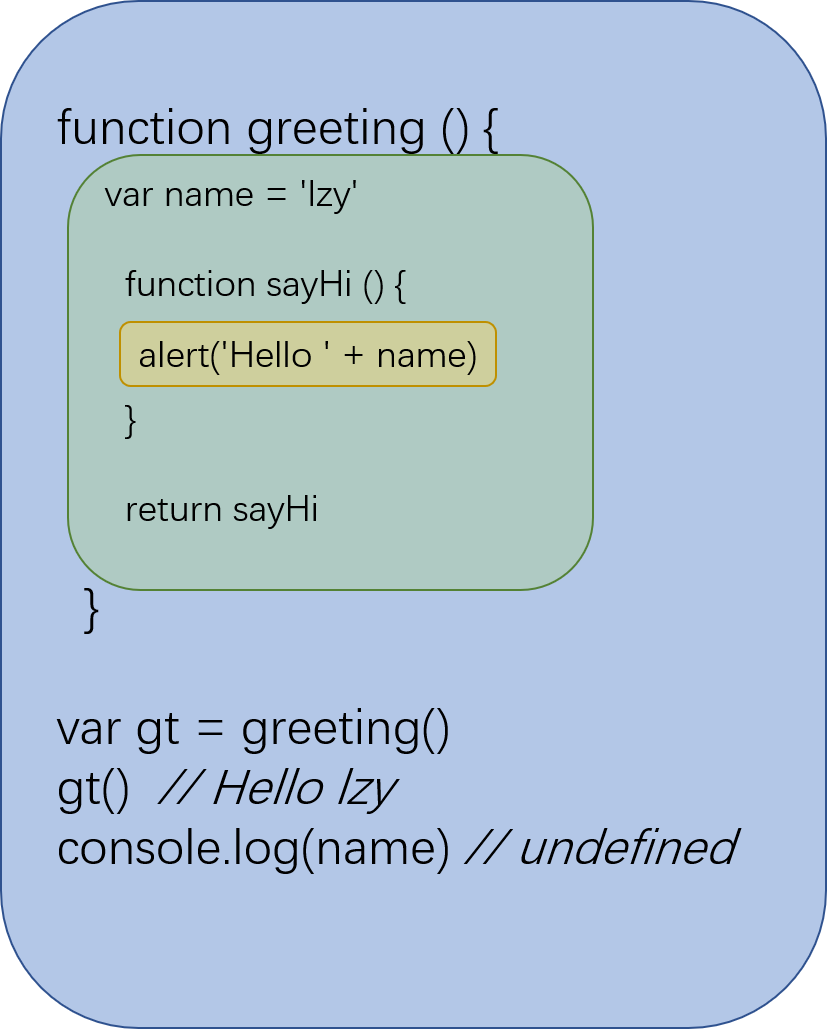 function greeting () {
var name = 'lzy'
function sayHi () {
alert('Hello ' + name)
}
return sayHi
}
var gt = greeting()
gt() // Hello lzy
console.log(name) // undefined